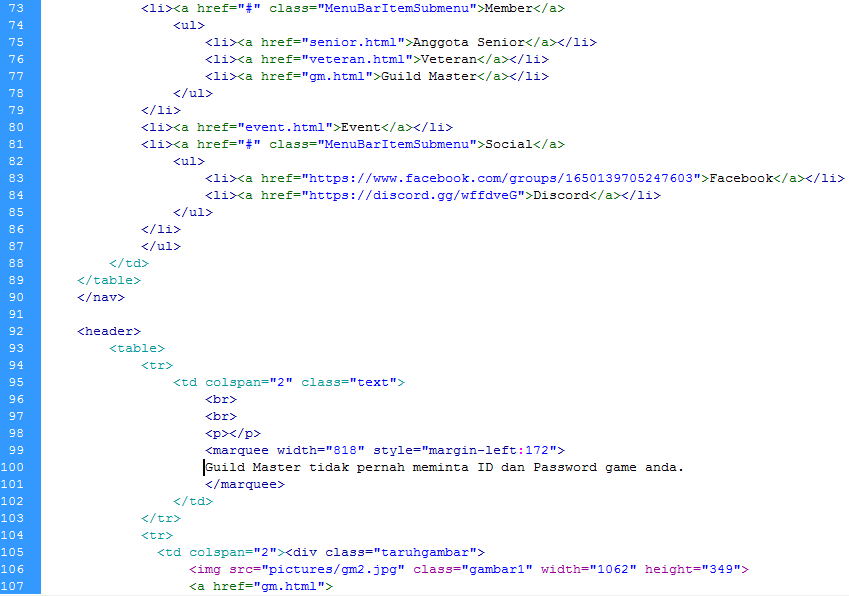 73 <li><a href="#" class="MenuBarItemSubmenu">Member</a>
74 <ul>
75 <li><a href="senior.html">Anggota Senior</a></li>
76 <li><a href="veteran.html">Veteran</a></li>
77 <li><a href="gm.html">Guild Master</a></li>
78 </ul>
79 </li>
80 <li><a href="event.html">Event</a></li>
81 <li><a href="#" class="MenuBarItemSubmenu">Social</a>
82 <ul>
83 <li><a href="https://www.facebook.com/groups/1650139705247603">Facebook</a></li>
84 <li><a href="https://discord.gg/wffdveG">Discord</a></li>
85 </ul>
86 </li>
87 </ul>
88 </td>
89 </table>
90 </nav>
91
92 <header>
93 <table>
94 <tr>
95 <td colspan="2" class="text">
96 <br>
97 <br>
98 <p></p>
99 <marquee width="818" style="margin-left:172">
100 Guild Master tidak pernah meminta ID dan Password game anda.
101 </marquee>
102 </td>
103 </tr>
104 <tr>
105 <td colspan="2"><div class="taruhgambar">
106 <img src="pictures/gm2.jpg" class="gambar1" width="1062" height="349">
107 <a href="gm.html">